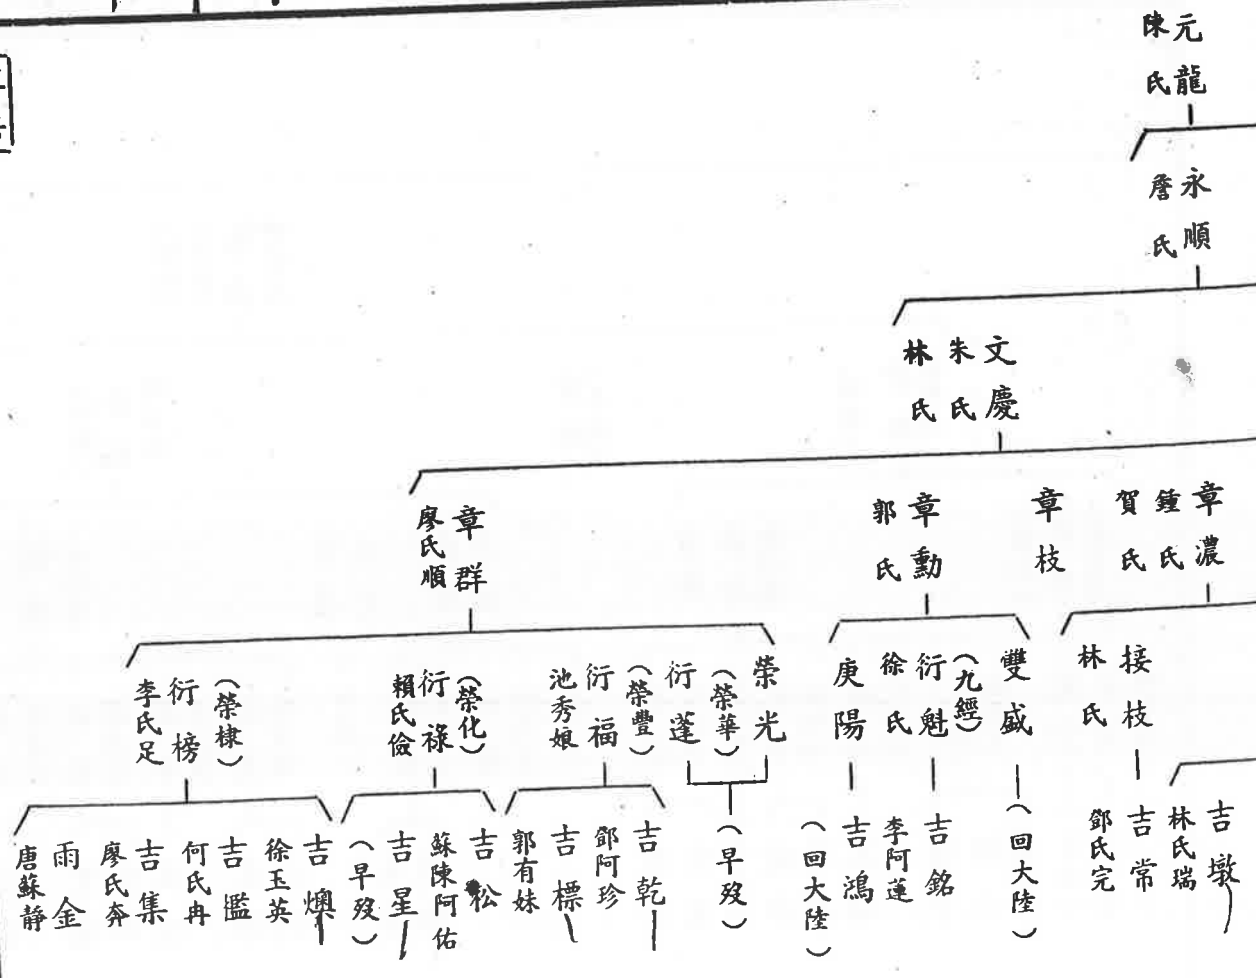 元龍
陳氏
永順
詹氏
文慶
朱氏
林氏
章濃
鍾氏
賀氏
章枝
章勳
郭氏
章群
廖氏順
接枝
林氏
雙盛
(九經)
衍魁
徐氏
庚陽
榮光
(榮華)
衍蓬
(榮豐)
衍福
池秀娘
(榮化)
衍祿
賴氏儉
(榮棣)
衍榜
李氏足
吉墩
林氏瑞
吉常
鄧氏完
(回大陸)
吉銘
李阿蓮
吉鴻
(回大陸)
(早歿)
吉乾
鄧阿珍
吉標
郭有妹
吉松
蘇陳阿佑
吉星
(早歿)
吉燠
徐玉英
吉濫
何氏冉
吉集
廖氏奔
雨金
唐蘇静